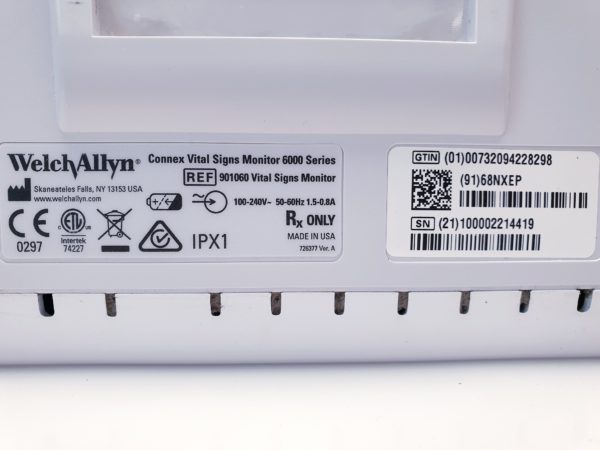 WelchAllyn®
Connex Vital Signs Monitor 6000 Series
REF 901060 Vital Signs Monitor
Skaneateles Falls, NY 13153 USA
www.welchallyn.com
100-240V~ 50-60Hz 1.5-0.8A
Rx ONLY
CE
0297
ETL
Intertek
74227
IPX1
MADE IN USA
726377 Ver. A
GTIN (01)00732094228298
(91)68NXEP
SN (21)100002214419